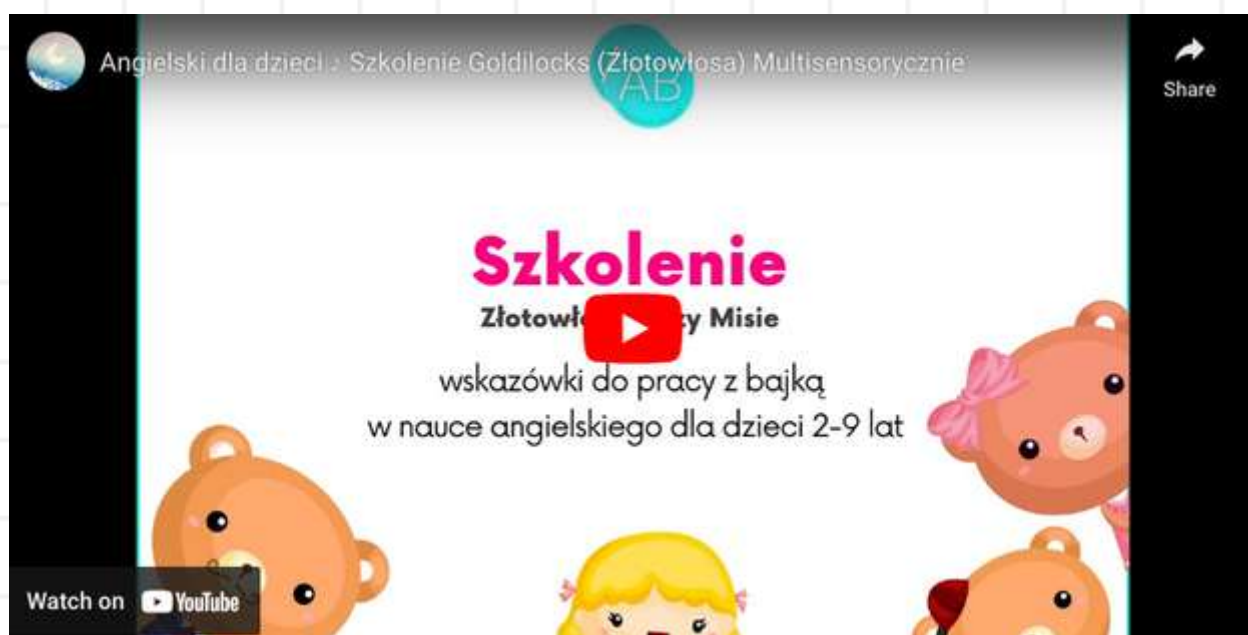 Angielski dla dzieci ♪ Szkolenie Goldilocks (Złotowłosa) Multisensorycznie
Share
AB
Szkolenie
Misie
wskazówki do pracy z bajką
w nauce angielskiego dla dzieci 2-9 lat
Watch on YouTube